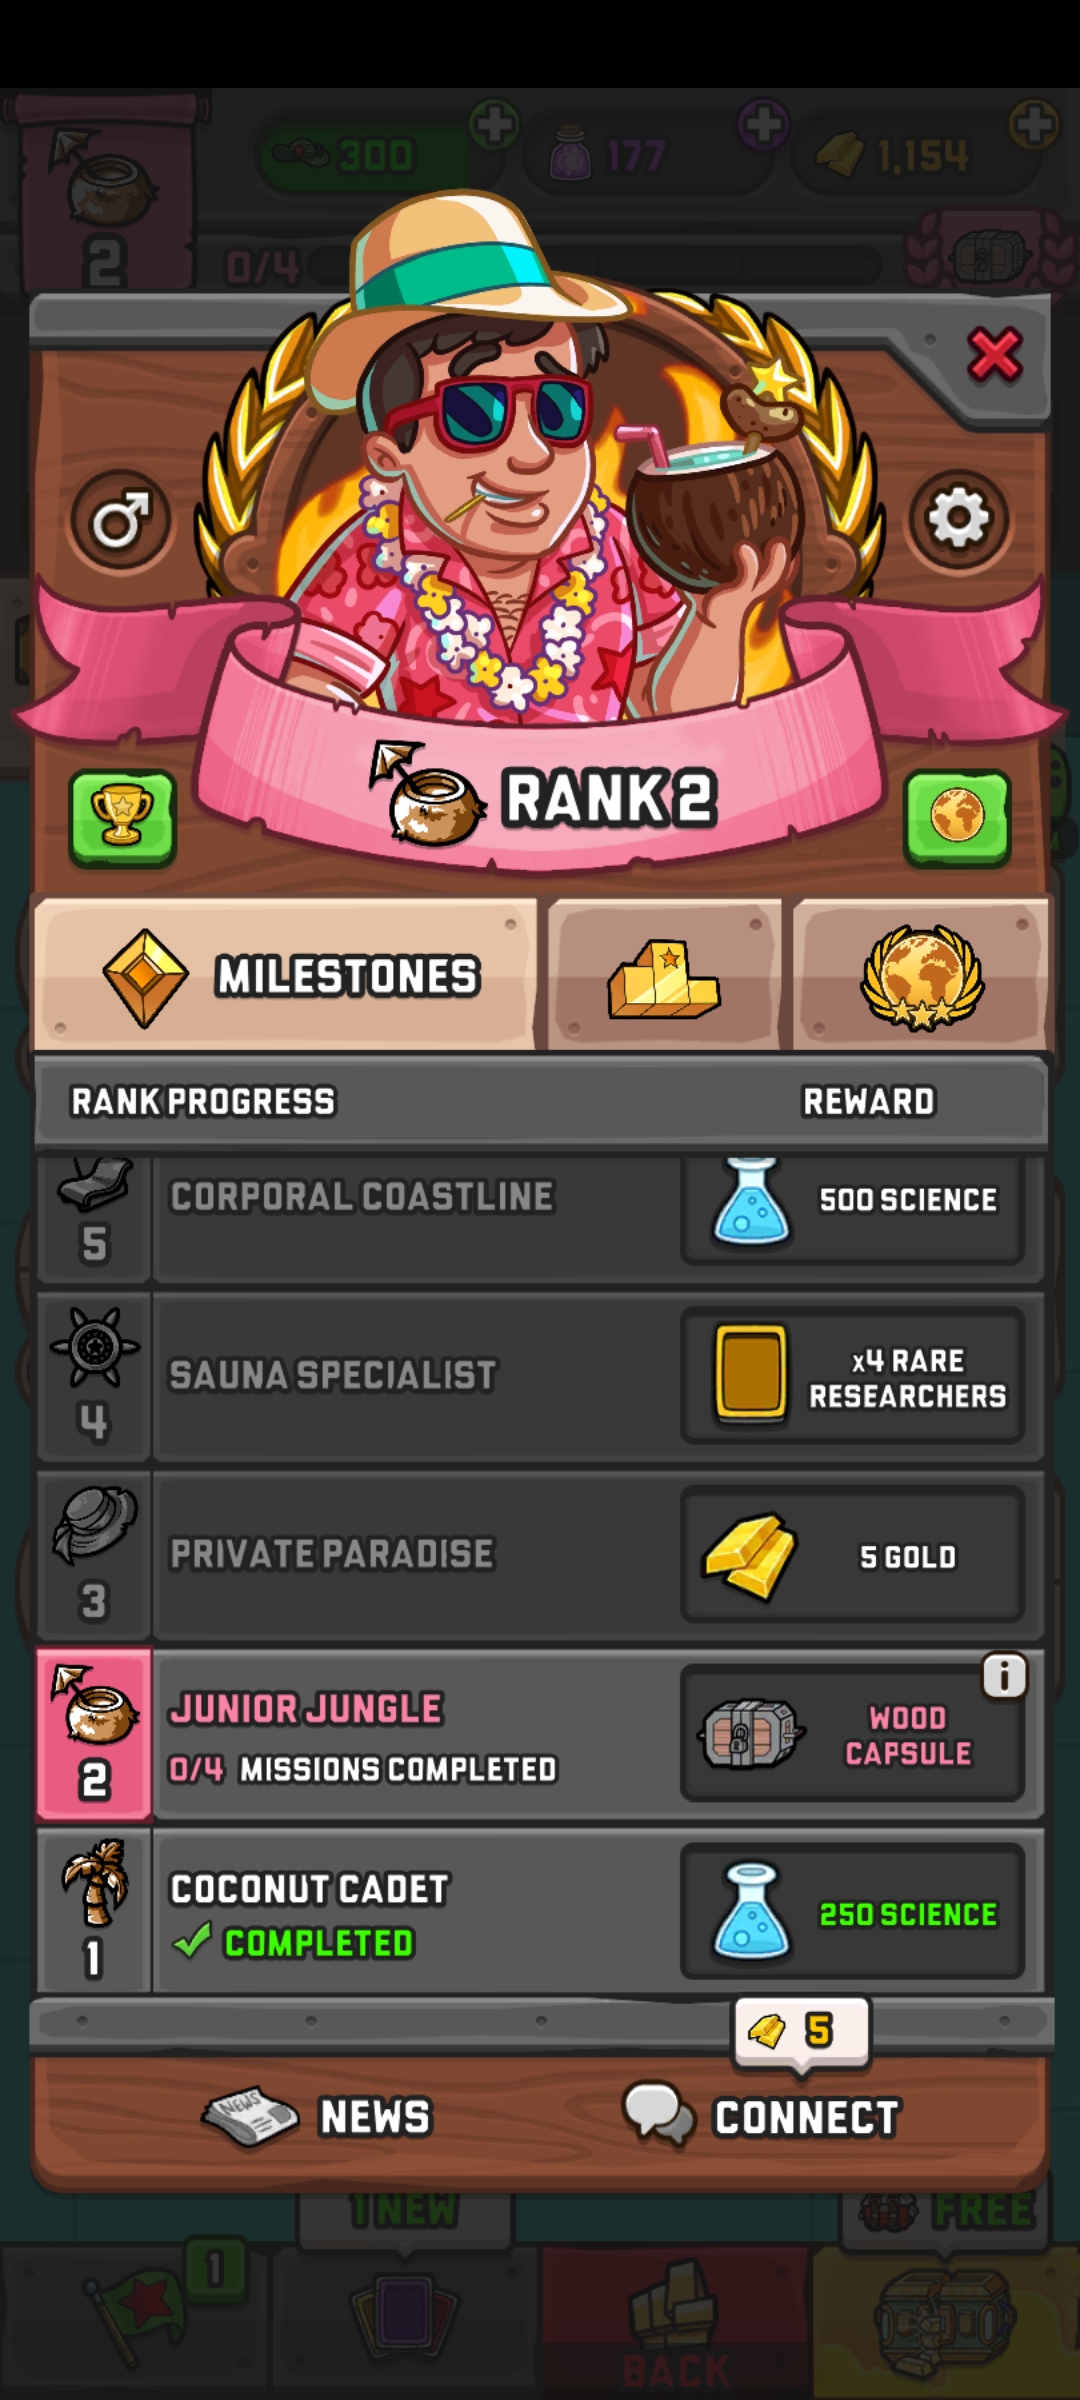 300
177
1,154
2
0/4
RANK 2
MILESTONES
RANK PROGRESS
REWARD
5
CORPORAL COASTLINE
500 SCIENCE
4
SAUNA SPECIALIST
x4 RARE
RESEARCHERS
3
PRIVATE PARADISE
5 GOLD
i
2
JUNIOR JUNGLE
0/4 MISSIONS COMPLETED
WOOD
CAPSULE
1
COCONUT CADET
COMPLETED
250 SCIENCE
5
NEWS
NEWS
CONNECT
1 NEW
FREE
1
BACK